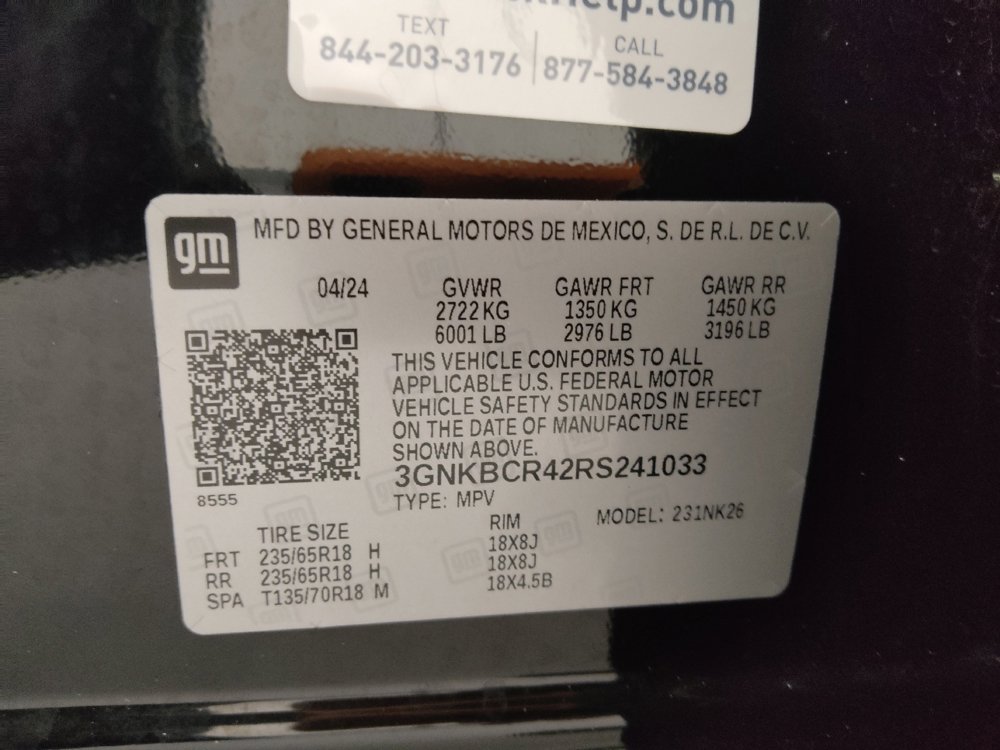 .com
TEXT CALL
844-203-3176 877-584-3848
gm
MFD BY GENERAL MOTORS DE MEXICO, S. DE R.L. DE C.V.
04/24 GVWR GAWR FRT GAWR RR
2722 KG 1350 KG 1450 KG
6001 LB 2976 LB 3196 LB
THIS VEHICLE CONFORMS TO ALL
APPLICABLE U.S. FEDERAL MOTOR
VEHICLE SAFETY STANDARDS IN EFFECT
ON THE DATE OF MANUFACTURE
SHOWN ABOVE.
3GNKBCR42RS241033
8555
TYPE: MPV MODEL: 231NK26
TIRE SIZE RIM
FRT 235/65R18 H 18X8J
RR 235/65R18 H 18X8J
SPA T135/70R18 M 18X4.5B